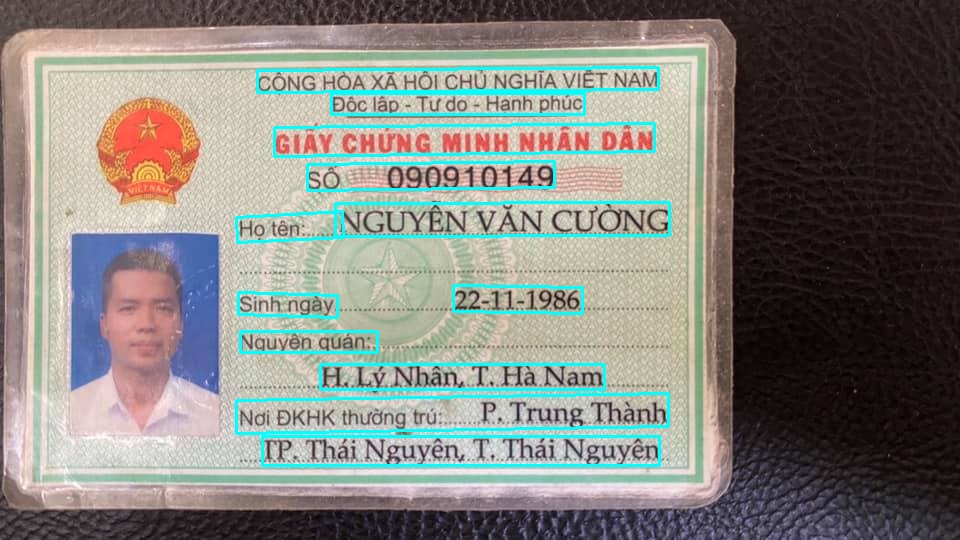 CỘNG HÒA XÃ HỘI CHỦ NGHĨA VIỆT NAM
Độc lập - Tự do - Hạnh phúc
GIẤY CHỨNG MINH NHÂN DÂN
SỐ 090910149
VIỆT NAM
Họ tên: NGUYỄN VĂN CƯỜNG
Sinh ngày 22-11-1986
Nguyên quán:
H. Lý Nhân, T. Hà Nam
Nơi ĐKHK thường trú: P. Trung Thành
TP. Thái Nguyên, T. Thái Nguyên